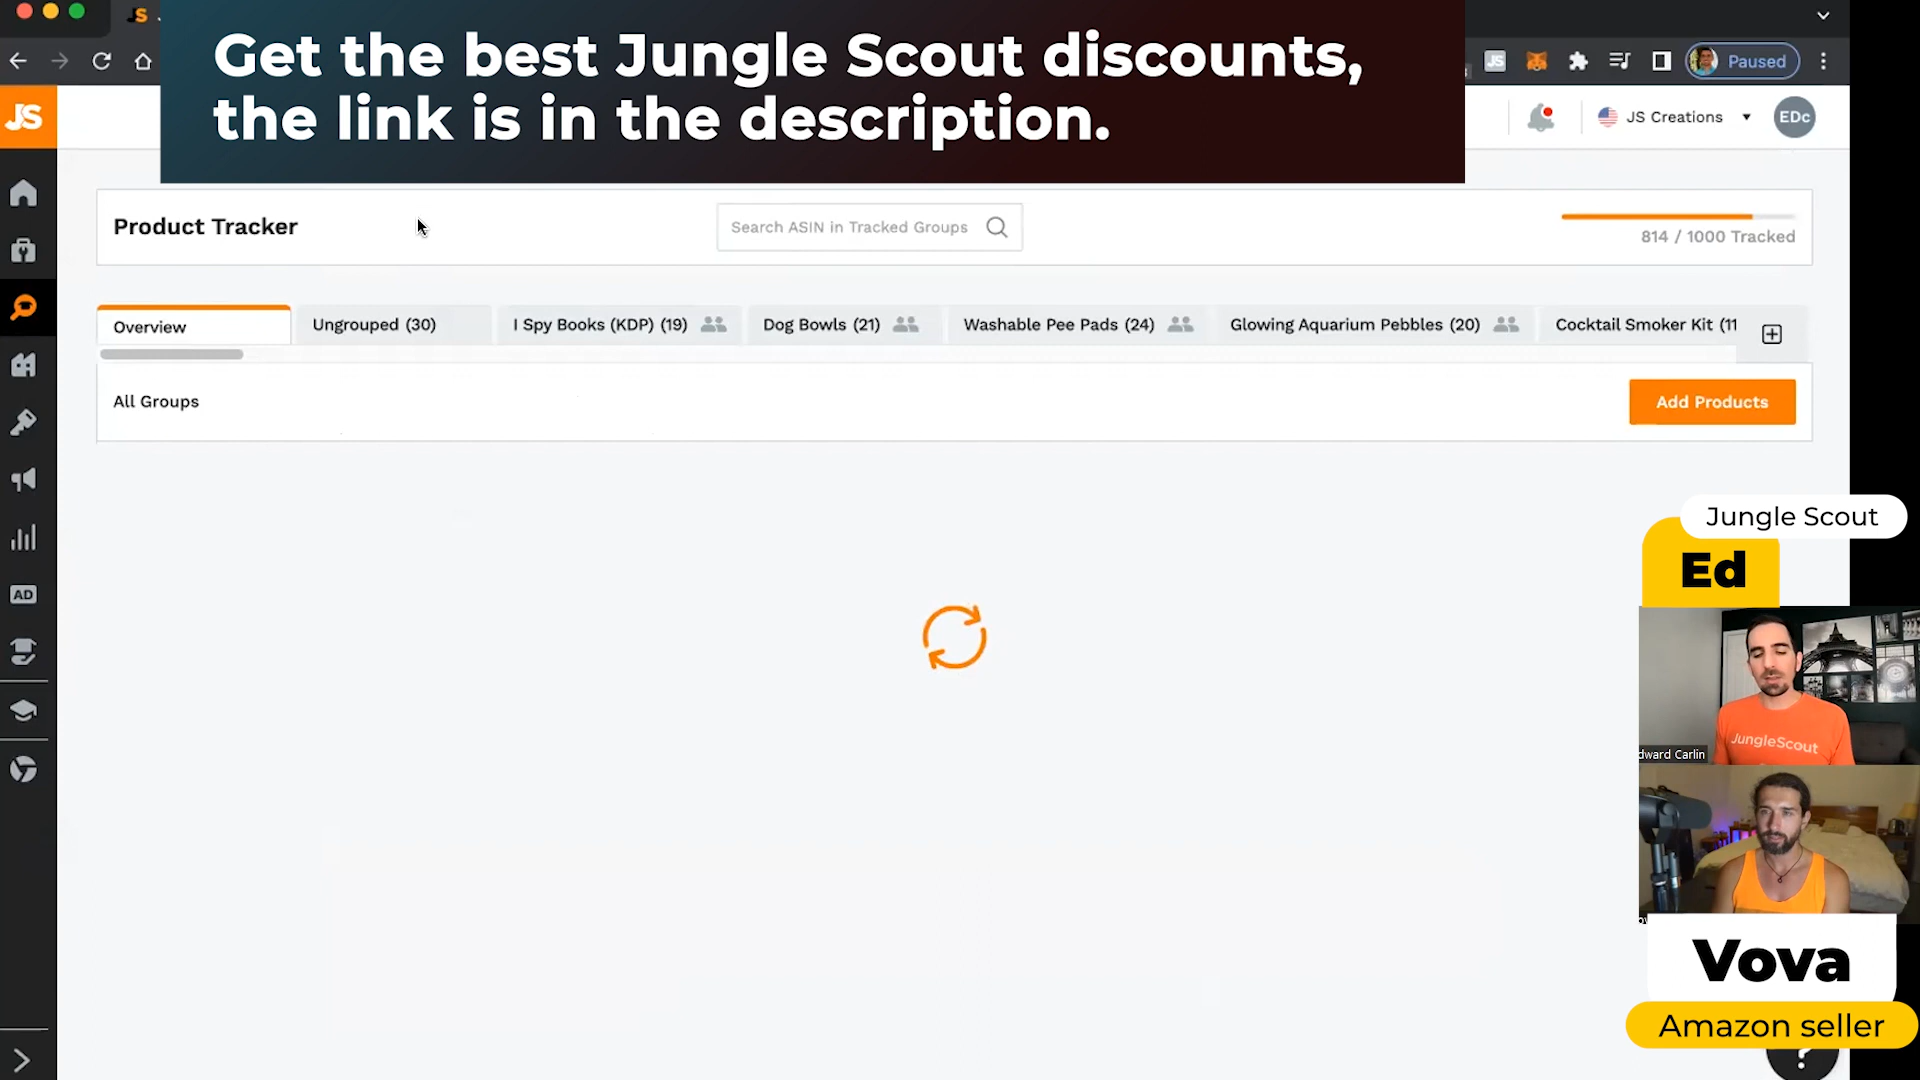 Get the best Jungle Scout discounts,
the link is in the description.
Paused
JS
JS Creations
EDc
Product Tracker
Search ASIN in Tracked Groups
814 / 1000 Tracked
Overview
Ungrouped (30)
I Spy Books (KDP) (19)
Dog Bowls (21)
Washable Pee Pads (24)
Glowing Aquarium Pebbles (20)
Cocktail Smoker Kit (11
All Groups
Add Products
AD
Jungle Scout
Ed
JungleScout
dward Carlin
Vova
Amazon seller
?